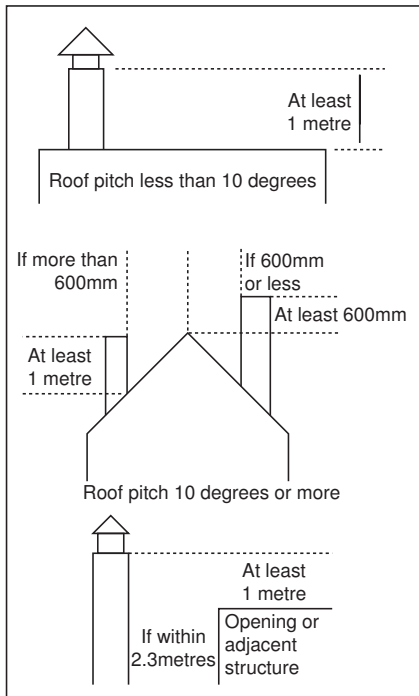 At least
1 metre
Roof pitch less than 10 degrees
If more than
600mm
If 600mm
or less
At least 600mm
At least
1 metre
Roof pitch 10 degrees or more
At least
1 metre
If within
2.3metres
Opening or
adjacent
structure